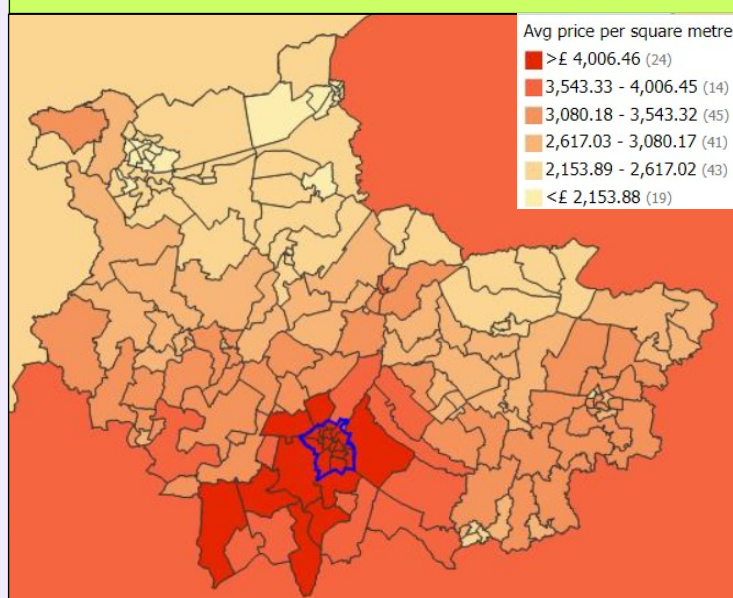 Avg price per square metre
>£ 4,006.46 (24)
3,543.33 - 4,006.45 (14)
3,080.18 - 3,543.32 (45)
2,617.03 - 3,080.17 (41)
2,153.89 - 2,617.02 (43)
<£ 2,153.88 (19)